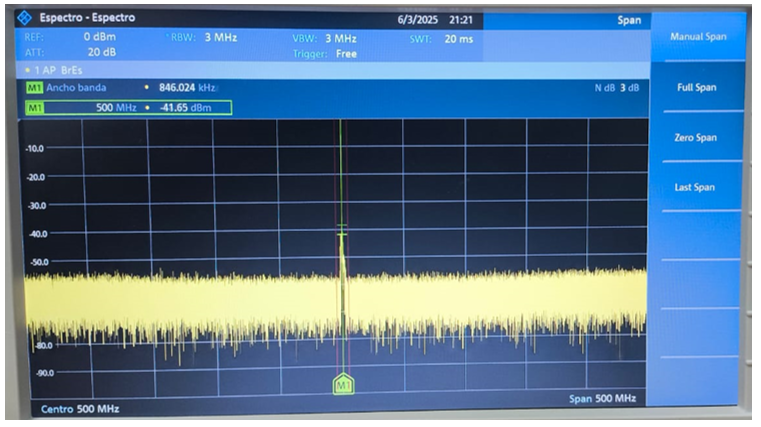 Espectro - Espectro 6/3/2025 21:21 Span
REF: 0 dBm *RBW: 3 MHz VBW: 3 MHz SWT: 20 ms
ATT: 20 dB Trigger: Free
1 AP BrEs
M1 Ancho banda • 846.024 kHz N dB 3 dB
M1 500 MHz • -41.65 dBm
-10.0
-20.0
-30.0
-40.0
-50.0
-80.0
-90.0
M1
Centro 500 MHz Span 500 MHz
Manual Span
Full Span
Zero Span
Last Span